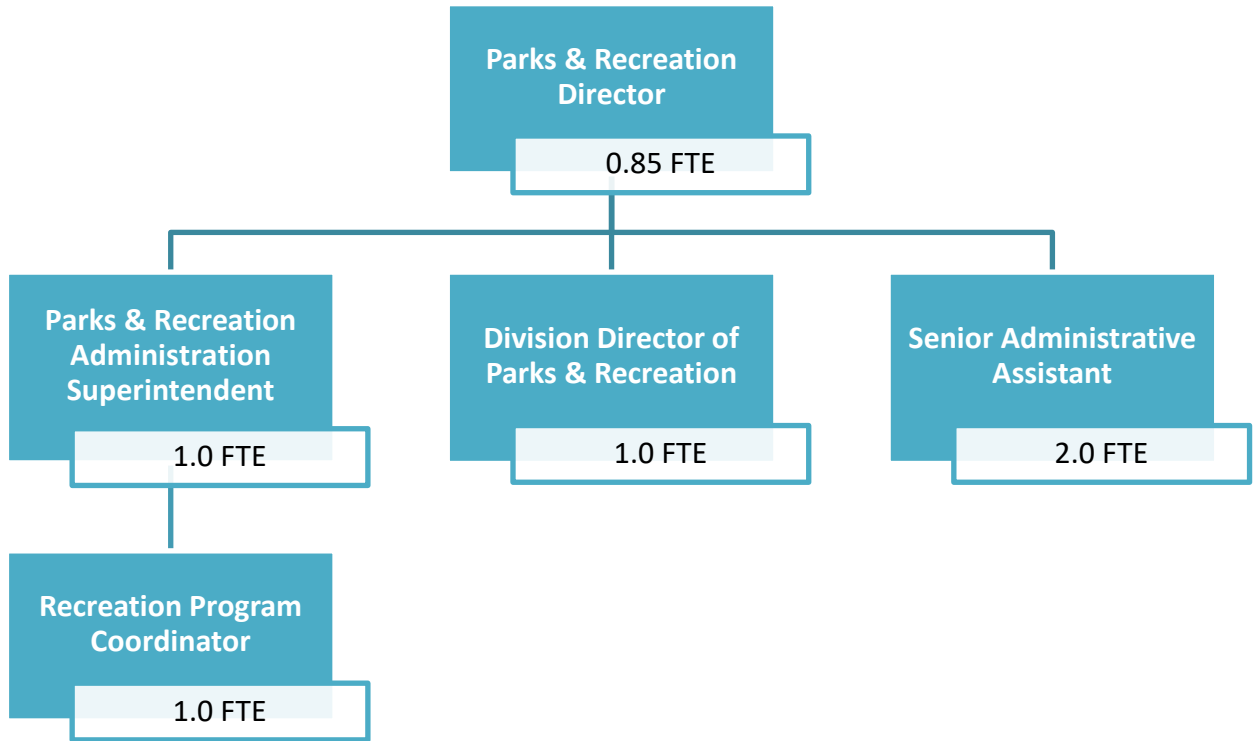 Parks & Recreation
Director
0.85 FTE
Parks & Recreation
Administration
Superintendent
1.0 FTE
Division Director of
Parks & Recreation
1.0 FTE
Senior Administrative
Assistant
2.0 FTE
Recreation Program
Coordinator
1.0 FTE